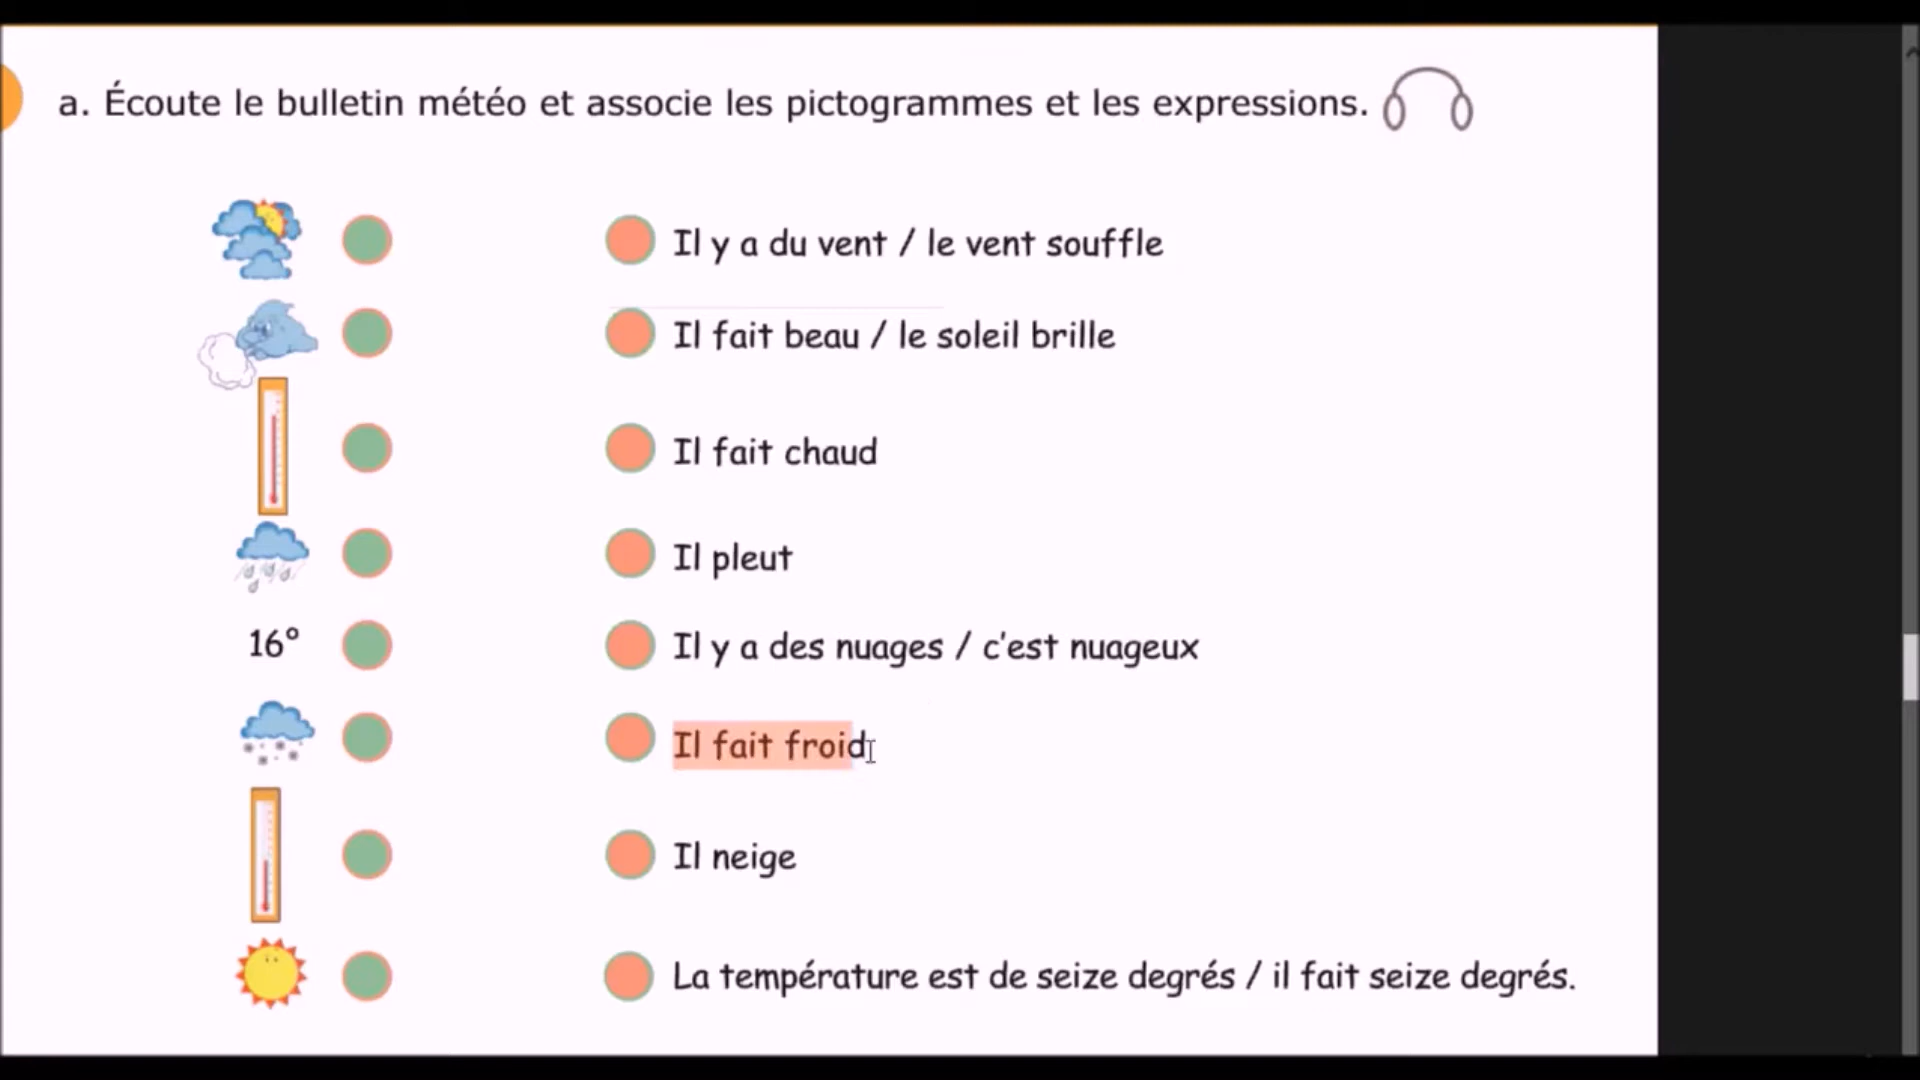 a. Écoute le bulletin météo et associe les pictogrammes et les expressions.
Il y a du vent / le vent souffle
Il fait beau / le soleil brille
Il fait chaud
Il pleut
16° Il y a des nuages / c'est nuageux
Il fait froid
Il neige
La température est de seize degrés / il fait seize degrés.